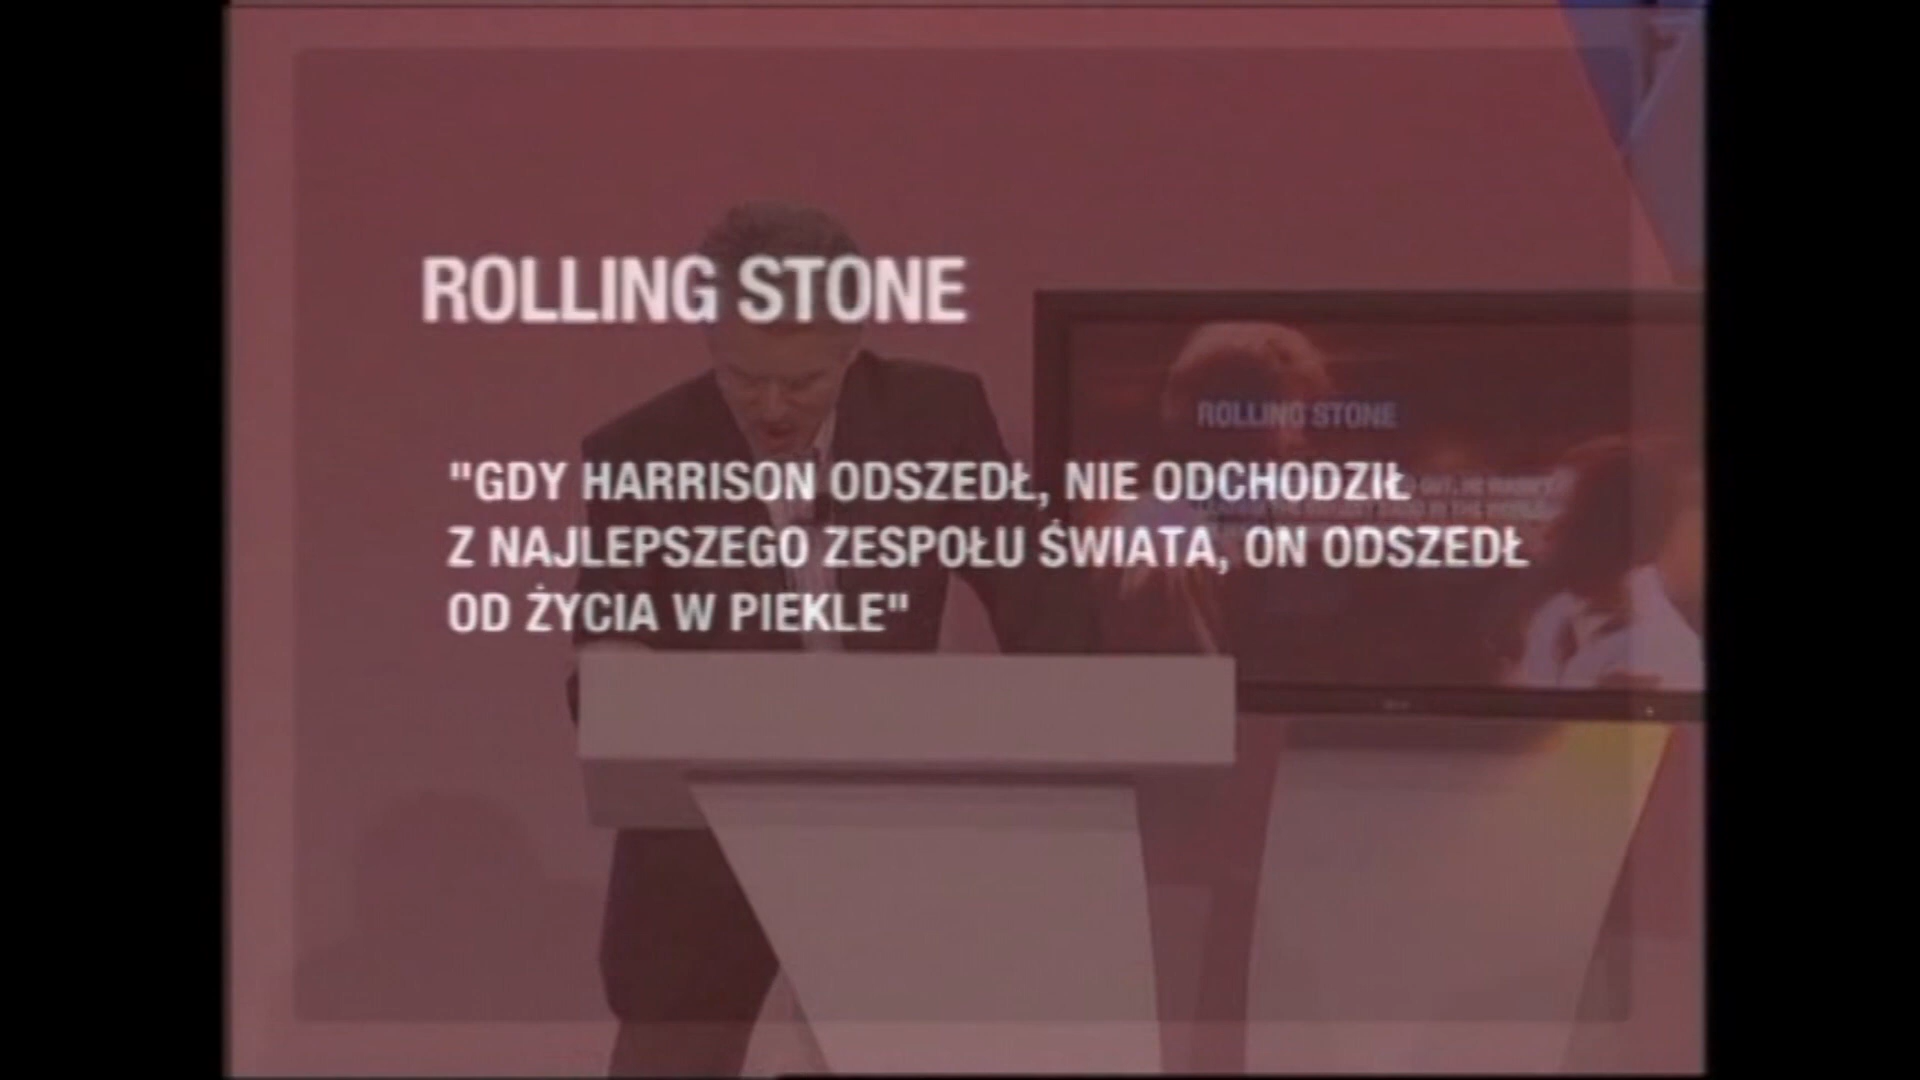 ROLLING STONE
"GDY HARRISON ODSZEDŁ, NIE ODCHODZIŁ
Z NAJLEPSZEGO ZESPOŁU ŚWIATA, ON ODSZEDŁ
OD ŻYCIA W PIEKLE"
ROLLING STONE